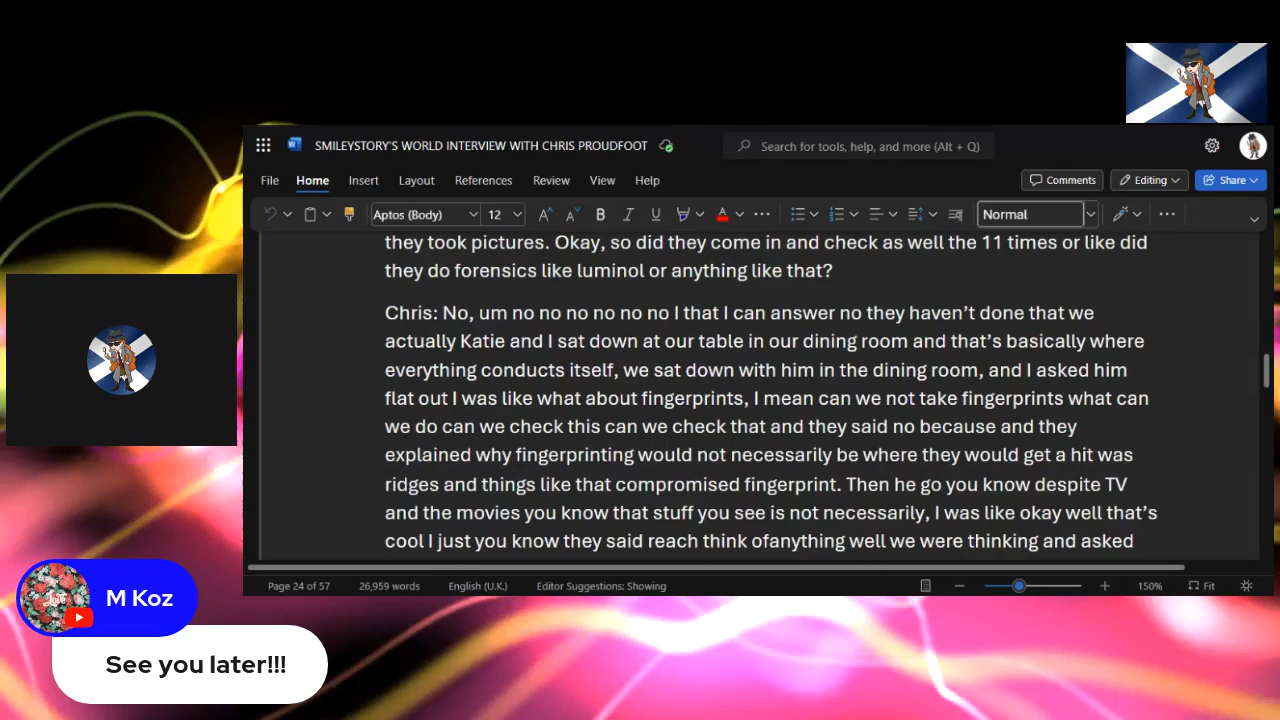 SMILEYSTORY'S WORLD INTERVIEW WITH CHRIS PROUDFOOT
Search for tools, help, and more (Alt + Q)
File Home Insert Layout References Review View Help
Comments Editing Share
Aptos (Body) 12 A A B I U A Normal
they took pictures. Okay, so did they come in and check as well the 11 times or like did
they do forensics like luminol or anything like that?
Chris: No, um no no no no no no I that I can answer no they haven't done that we
actually Katie and I sat down at our table in our dining room and that's basically where
everything conducts itself, we sat down with him in the dining room, and I asked him
flat out I was like what about fingerprints, I mean can we not take fingerprints what can
we do can we check this can we check that and they said no because and they
explained why fingerprinting would not necessarily be where they would get a hit was
ridges and things like that compromised fingerprint. Then he go you know despite TV
and the movies you know that stuff you see is not necessarily, I was like okay well that's
cool I just you know they said reach think ofanything well we were thinking and asked
Page 24 of 57 26,959 words English (U.K.) Editor Suggestions: Showing 150% Fit
M Koz
See you later!!!